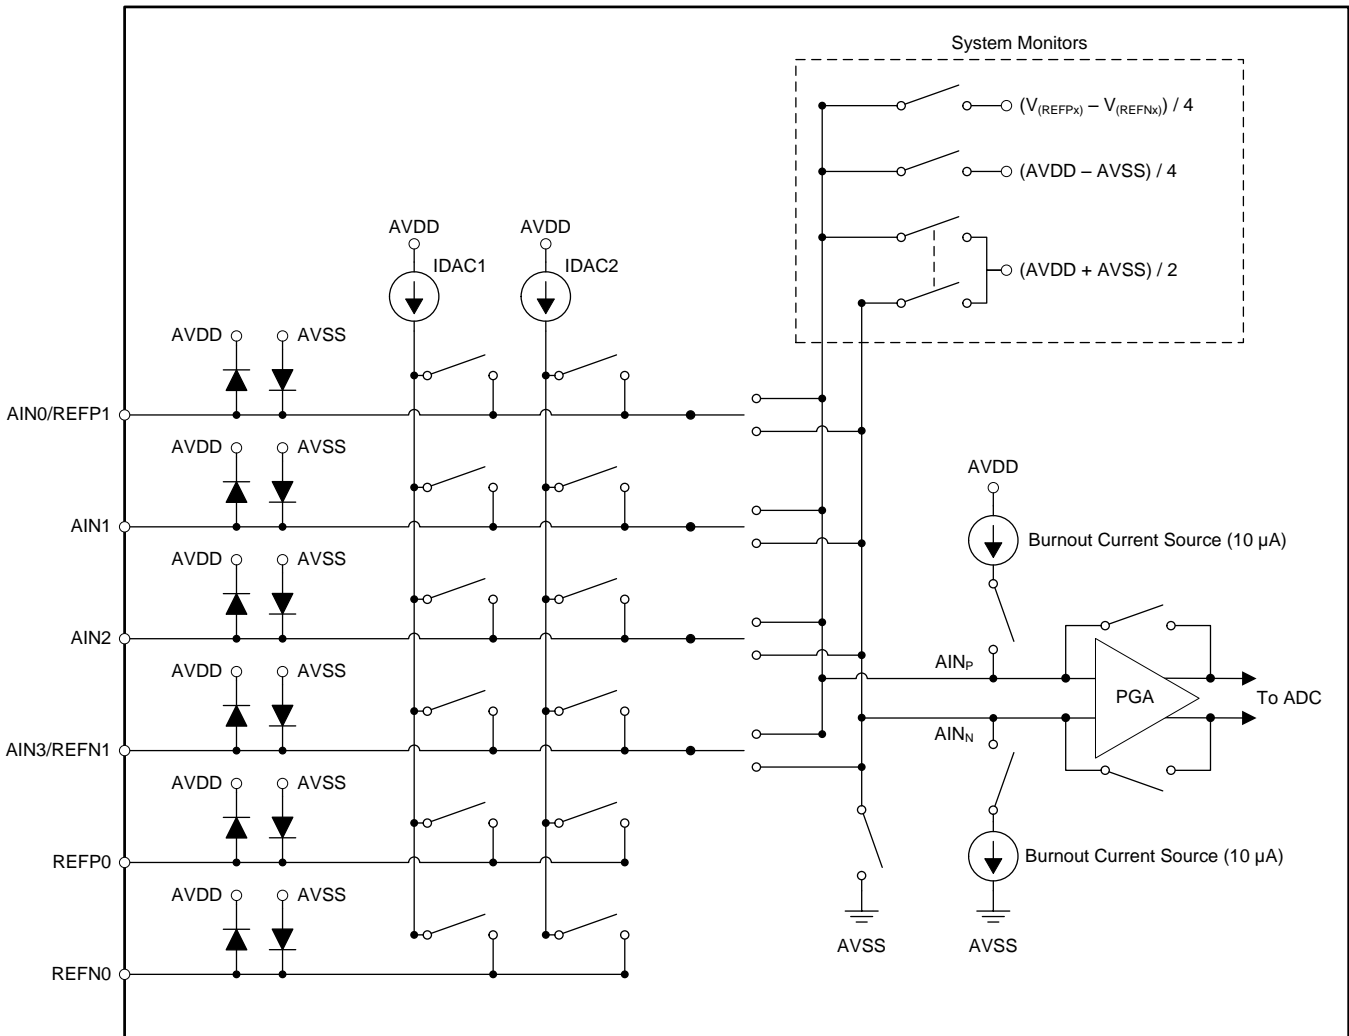 System Monitors
(V(REFPx) – V(REFNx)) / 4
(AVDD – AVSS) / 4
(AVDD + AVSS) / 2
AVDD
AVDD
IDAC1
IDAC2
AVDD
AVSS
AIN0/REFP1
AVDD
AVSS
AIN1
AVDD
AVSS
AIN2
AVDD
AVSS
AIN3/REFN1
AVDD
AVSS
REFP0
AVDD
AVSS
REFN0
AVDD
Burnout Current Source (10 µA)
AINP
PGA
To ADC
AINN
Burnout Current Source (10 µA)
AVSS
AVSS